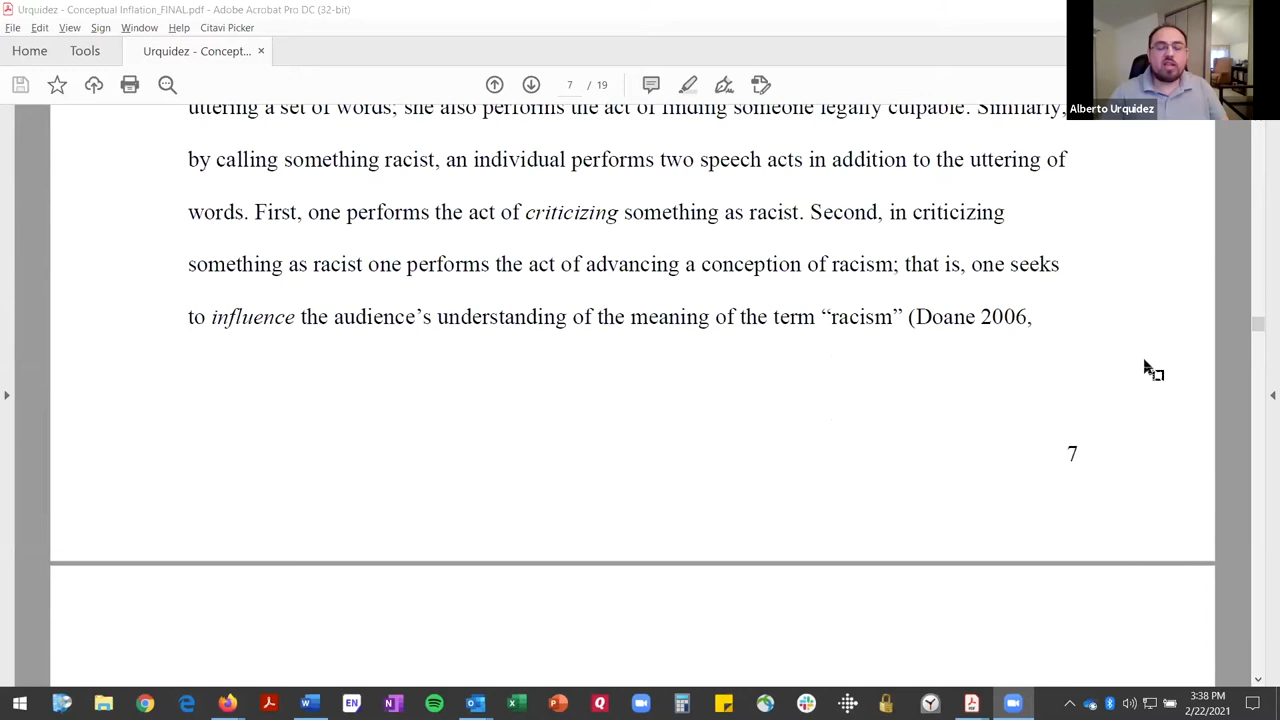 Urquidez - Conceptual Inflation_FINAL.pdf - Adobe Acrobat Pro DC (32-bit)
File Edit View Sign Window Help Citavi Picker
Home Tools Urquidez - Concept... ×
7 / 19
Alberto Urquidez
uttering a set of words; she also performs the act of finding someone legally culpable. Similarly,
by calling something racist, an individual performs two speech acts in addition to the uttering of
words. First, one performs the act of criticizing something as racist. Second, in criticizing
something as racist one performs the act of advancing a conception of racism; that is, one seeks
to influence the audience’s understanding of the meaning of the term “racism” (Doane 2006,
7
EN
3:38 PM
2/22/2021